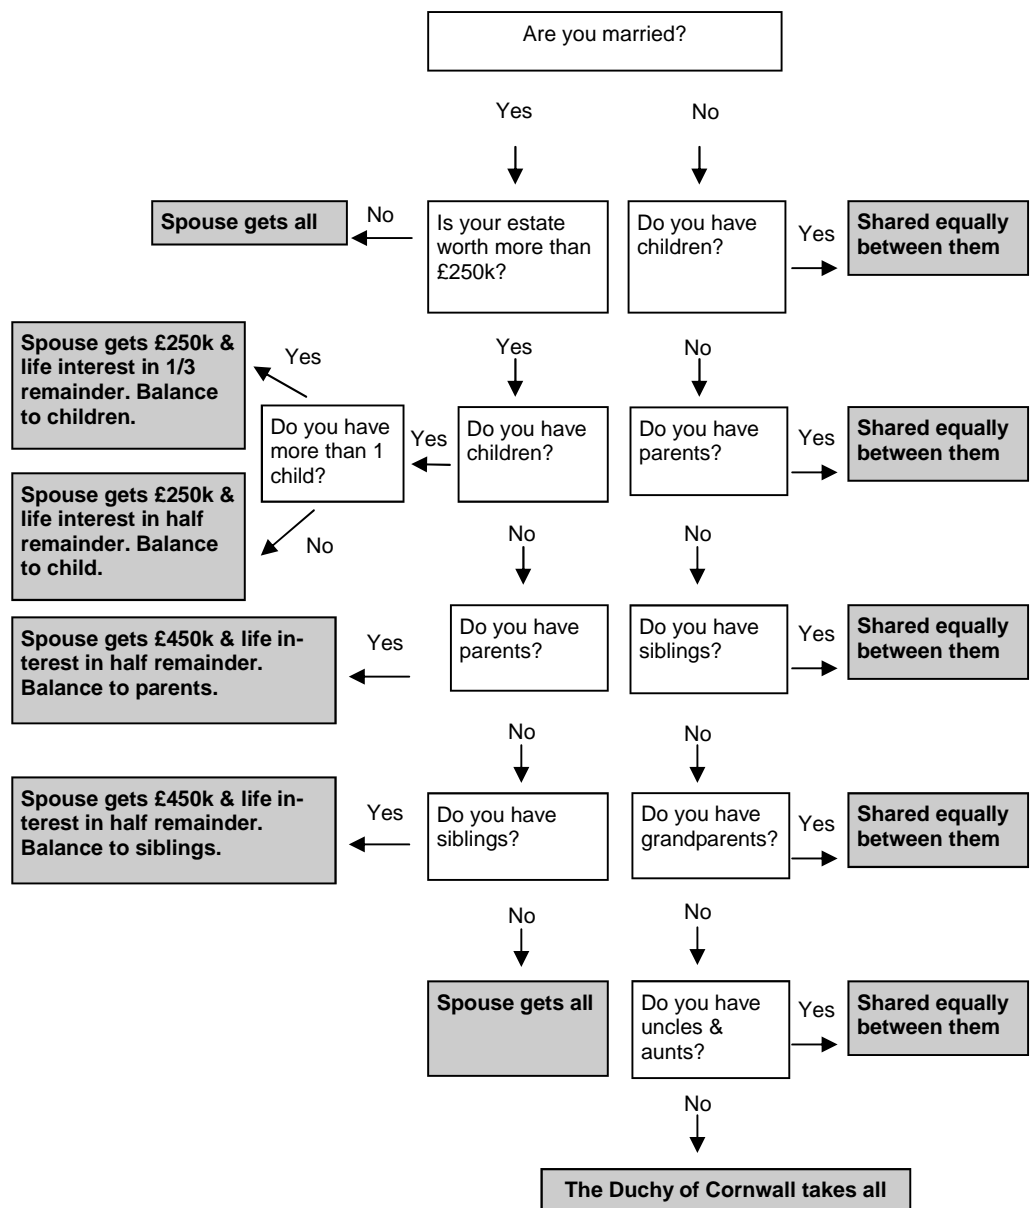 Are you married?
Yes
No
Spouse gets all
No
Is your estate
worth more than
£250k?
Do you have
children?
Yes
Shared equally
between them
Spouse gets £250k &
life interest in 1/3
remainder. Balance
to children.
Yes
Yes
No
Do you have
more than 1
child?
Yes
Do you have
children?
Do you have
parents?
Yes
Shared equally
between them
Spouse gets £250k &
life interest in half
remainder. Balance
to child.
No
No
No
Spouse gets £450k & life in-
terest in half remainder.
Balance to parents.
Yes
Do you have
parents?
Do you have
siblings?
Yes
Shared equally
between them
No
No
Spouse gets £450k & life in-
terest in half remainder.
Balance to siblings.
Yes
Do you have
siblings?
Do you have
grandparents?
Yes
Shared equally
between them
No
No
Spouse gets all
Do you have
uncles &
aunts?
Yes
Shared equally
between them
No
The Duchy of Cornwall takes all